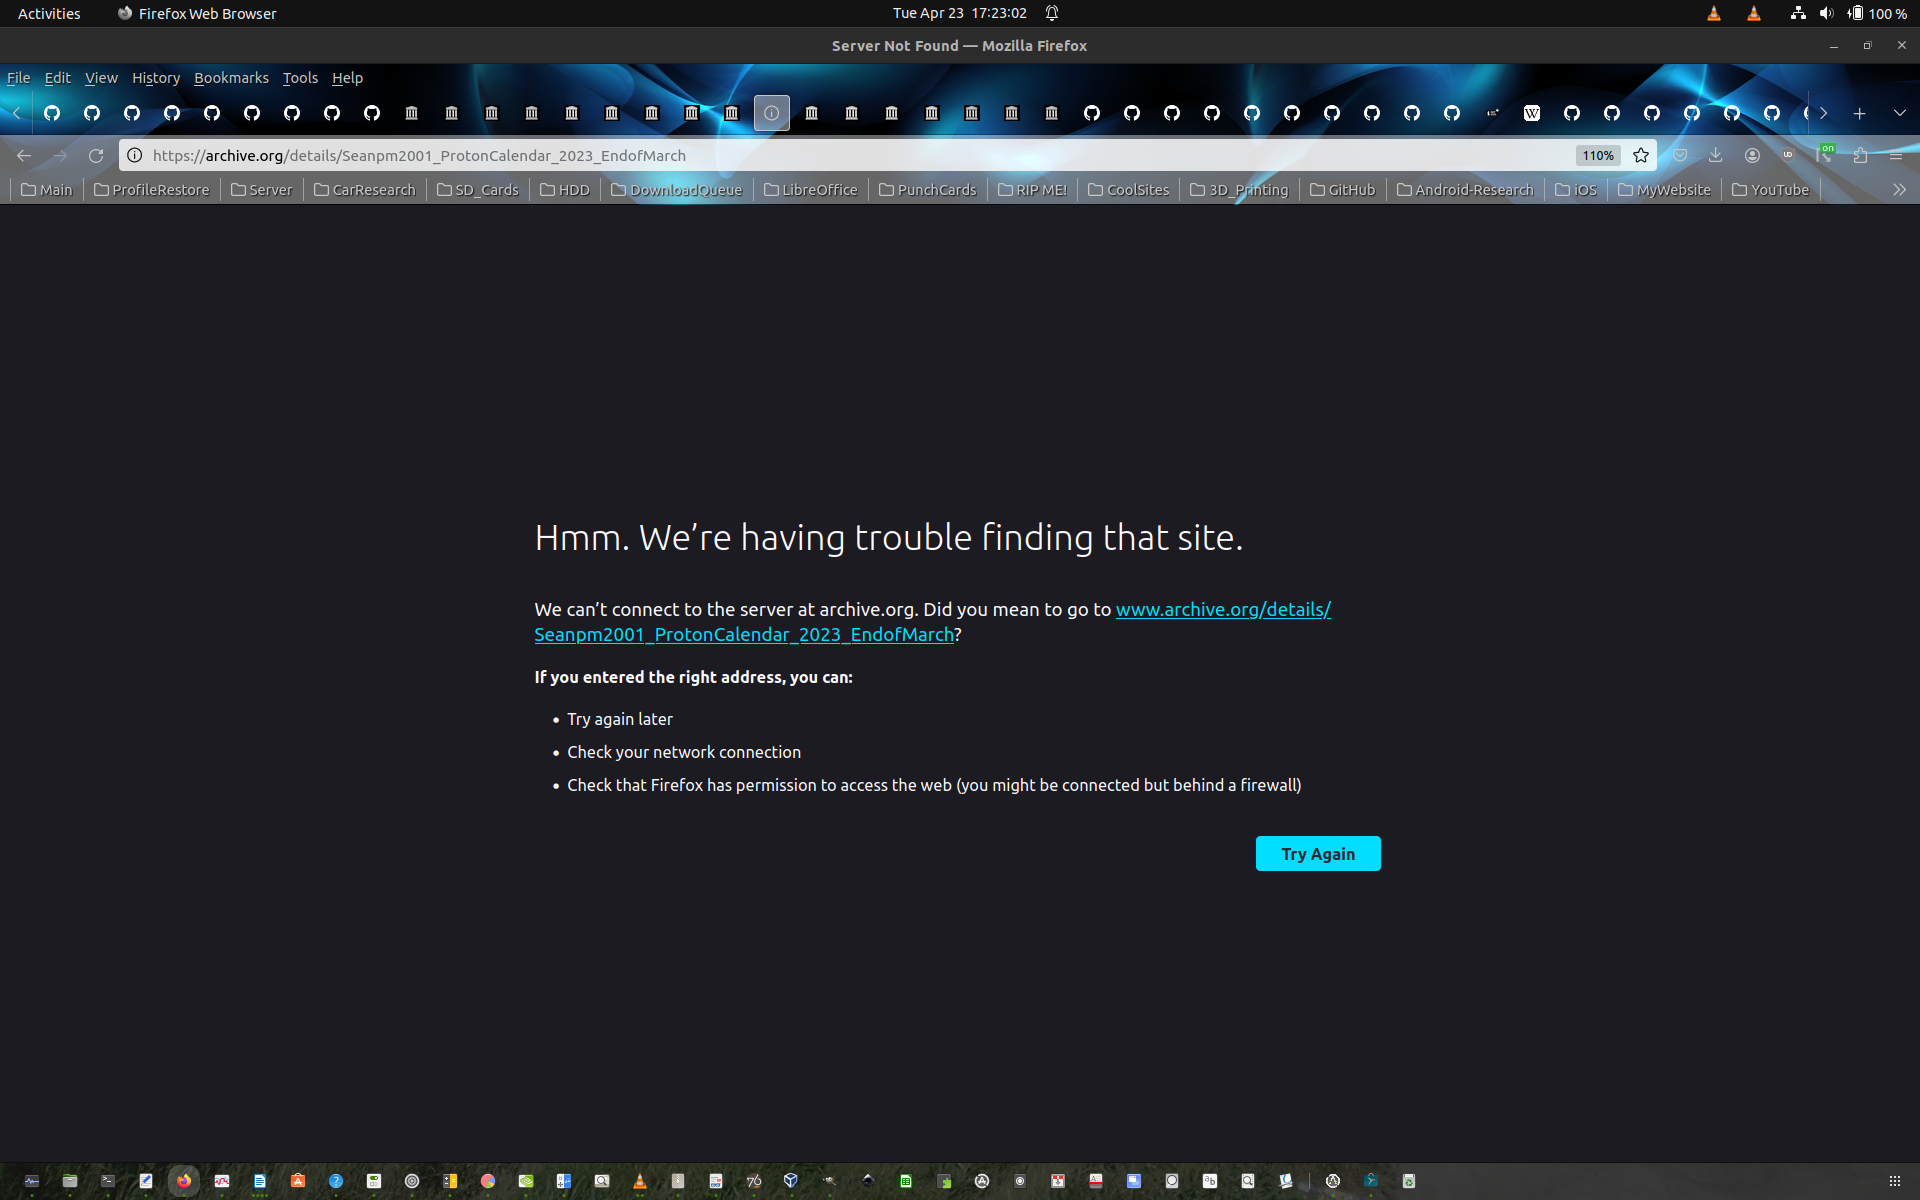 Activities
Firefox Web Browser
Tue Apr 23 17:23:02
100 %
Server Not Found — Mozilla Firefox
File Edit View History Bookmarks Tools Help
https://archive.org/details/Seanpm2001_ProtonCalendar_2023_EndofMarch
110%
on
Main ProfileRestore Server CarResearch SD_Cards HDD DownloadQueue LibreOffice PunchCards RIP ME! CoolSites 3D_Printing GitHub Android-Research iOS MyWebsite YouTube
Hmm. We’re having trouble finding that site.
We can’t connect to the server at archive.org. Did you mean to go to www.archive.org/details/
Seanpm2001_ProtonCalendar_2023_EndofMarch?
If you entered the right address, you can:
• Try again later
• Check your network connection
• Check that Firefox has permission to access the web (you might be connected but behind a firewall)
Try Again